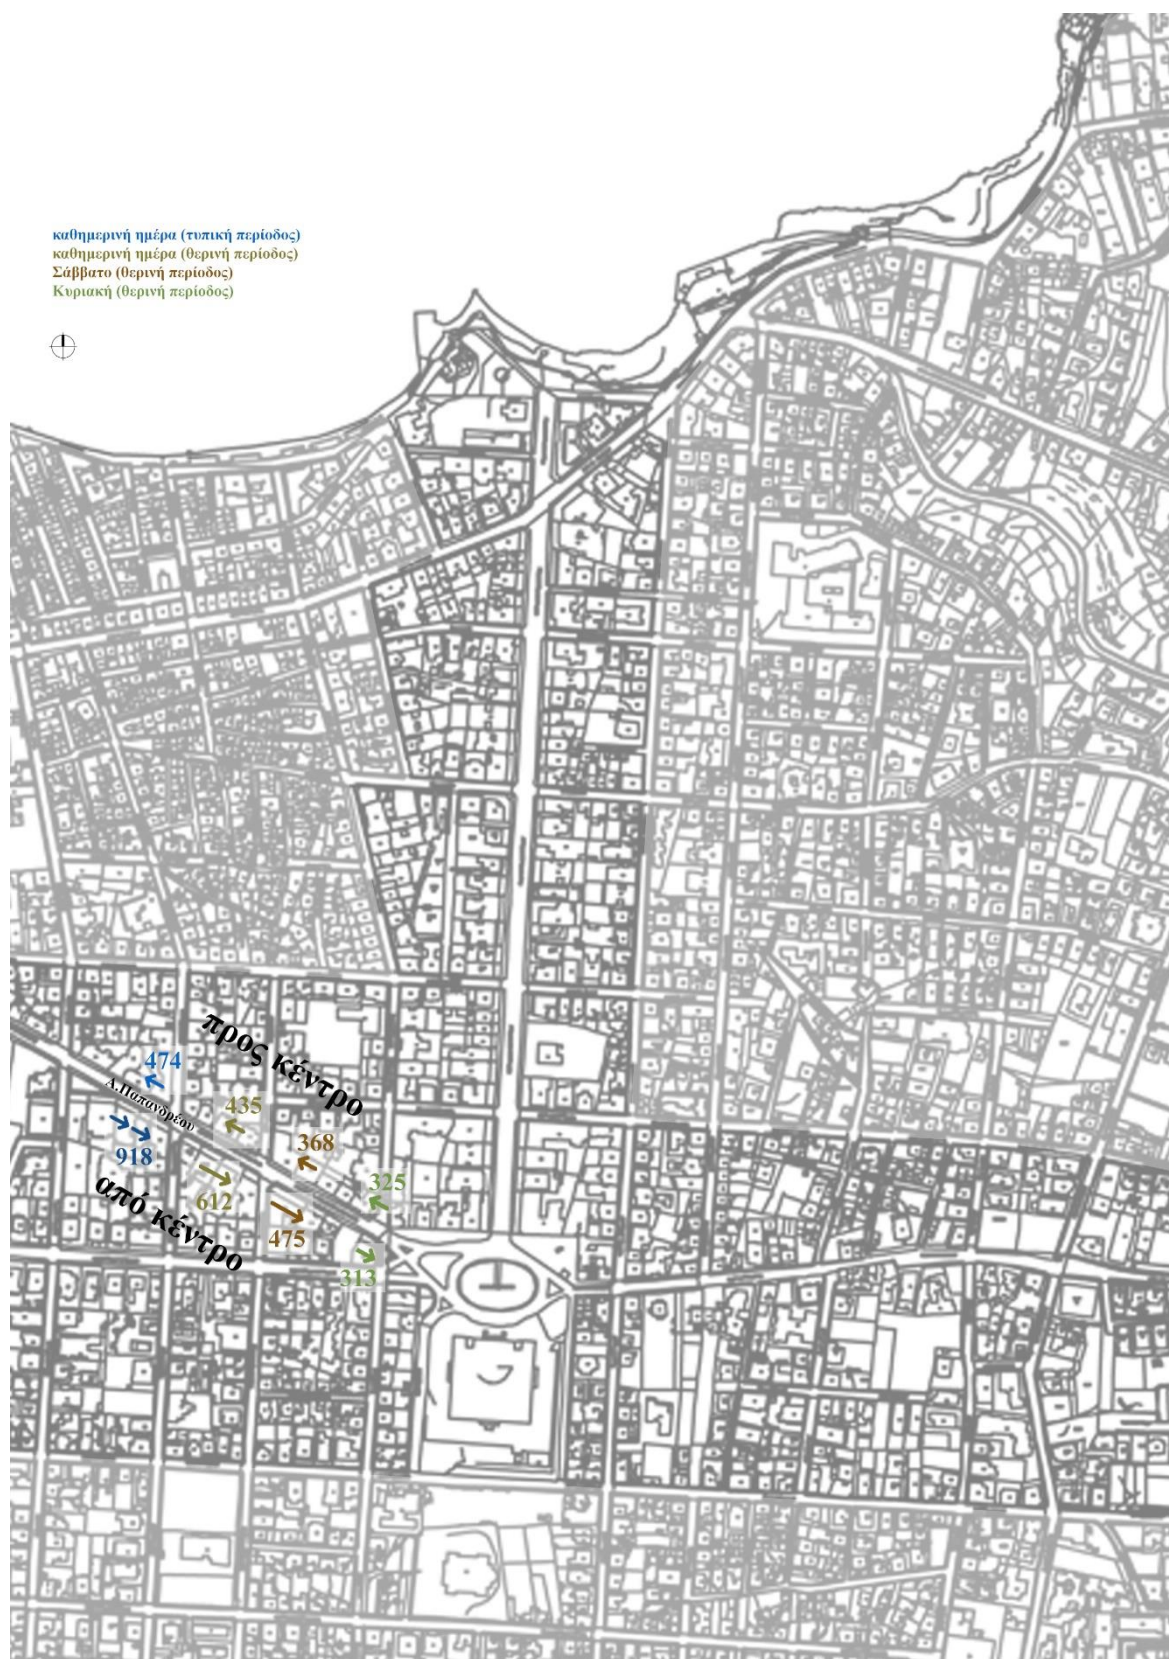 καθημερινή ημέρα (τυπική περίοδος)
καθημερινή ημέρα (θερινή περίοδος)
Σάββατο (θερινή περίοδος)
Κυριακή (θερινή περίοδος)
προς κέντρο
474
Α.Παπανδρέου
435
918
368
από κέντρο
612
325
475
313